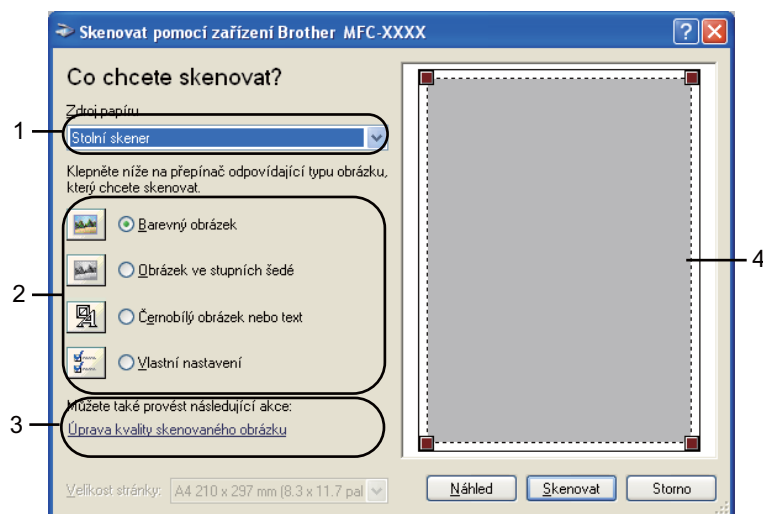 Skenovat pomocí zařízení Brother MFC-XXXX
Co chcete skenovat?
Zdroj papíru
1
Stolní skener
Klepněte níže na přepínač odpovídající typu obrázku,
který chcete skenovat.
Barevný obrázek
Obrázek ve stupních šedé
2
Černobílý obrázek nebo text
Vlastní nastavení
Můžete také provést následující akce:
3
Úprava kvality skenovaného obrázku
Velikost stránky: A4 210 x 297 mm (8.3 x 11.7 pal
4
Náhled
Skenovat
Storno